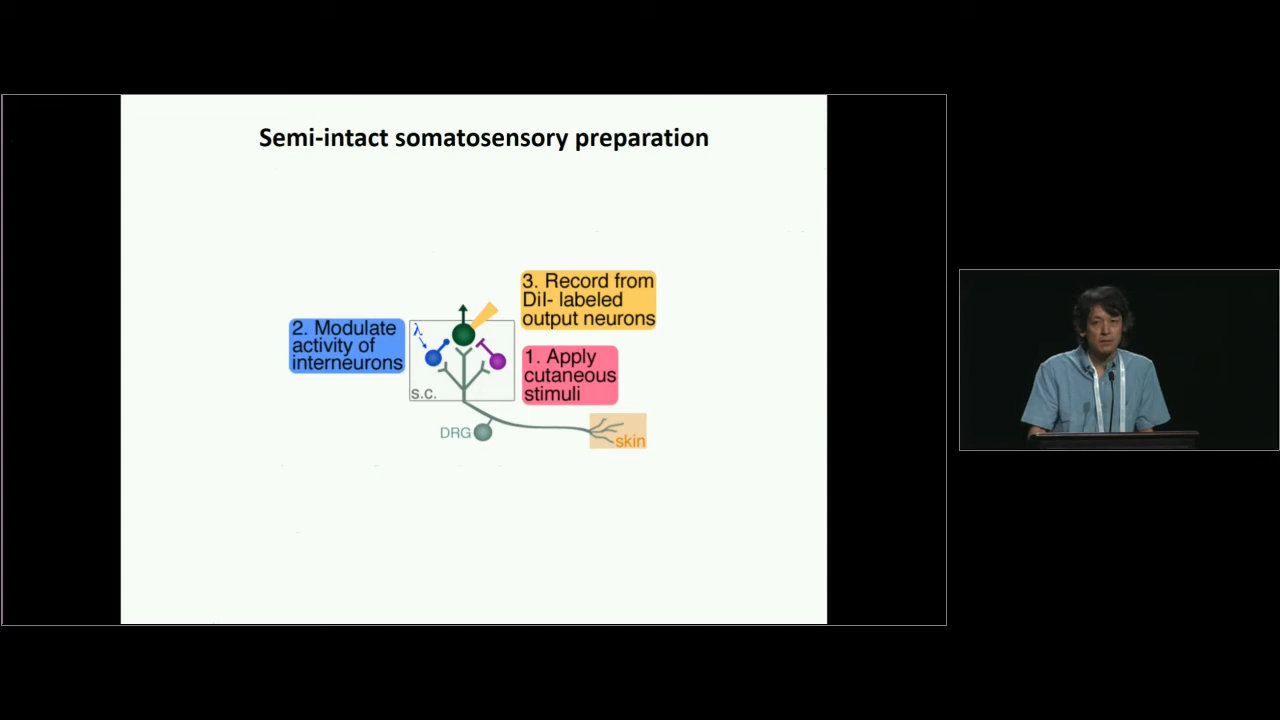 Semi-intact somatosensory preparation
3. Record from
DiI- labeled
output neurons
2. Modulate
activity of
interneurons
λ
1. Apply
cutaneous
stimuli
s.c.
DRG
skin